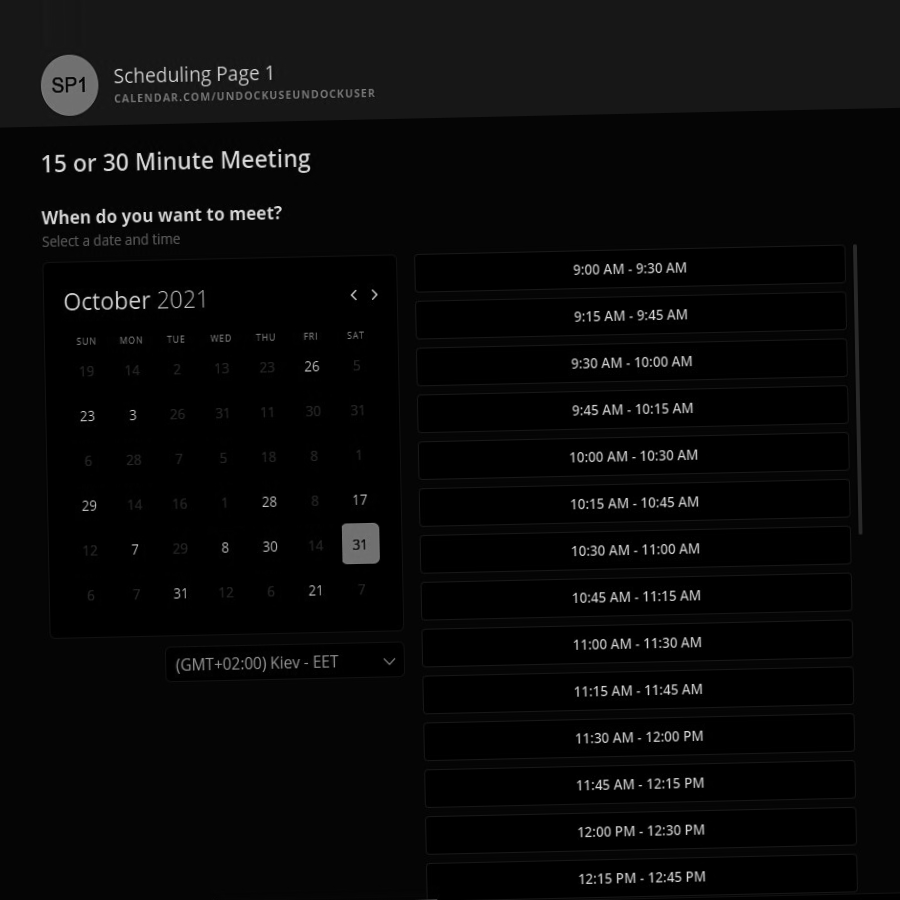 SP1
Scheduling Page 1
CALENDAR.COM/UNDOCKUSEUNDOCKUSER
15 or 30 Minute Meeting
When do you want to meet?
Select a date and time
October 2021
SUN MON TUE WED THU FRI SAT
19 14 2 13 23 26 5
23 3 26 31 11 30 31
6 28 7 5 18 8 1
29 14 16 1 28 8 17
12 7 29 8 30 14 31
6 7 31 12 6 21 7
(GMT+02:00) Kiev - EET
9:00 AM - 9:30 AM
9:15 AM - 9:45 AM
9:30 AM - 10:00 AM
9:45 AM - 10:15 AM
10:00 AM - 10:30 AM
10:15 AM - 10:45 AM
10:30 AM - 11:00 AM
10:45 AM - 11:15 AM
11:00 AM - 11:30 AM
11:15 AM - 11:45 AM
11:30 AM - 12:00 PM
11:45 AM - 12:15 PM
12:00 PM - 12:30 PM
12:15 PM - 12:45 PM